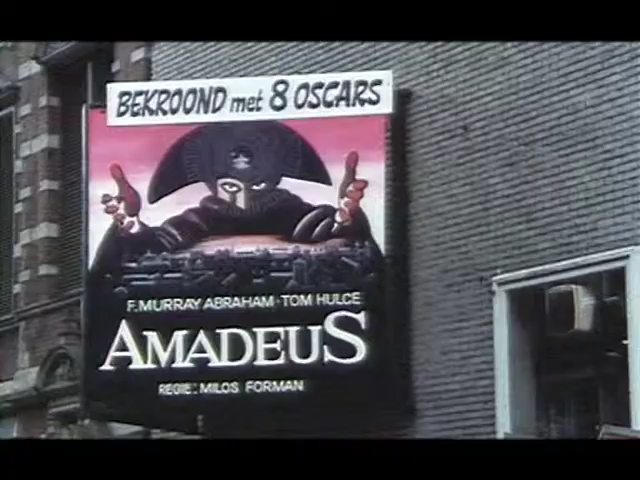 BEKROOND met 8 OSCARS
F. MURRAY ABRAHAM · TOM HULCE
AMADEUS
REGIE: MILOS FORMAN